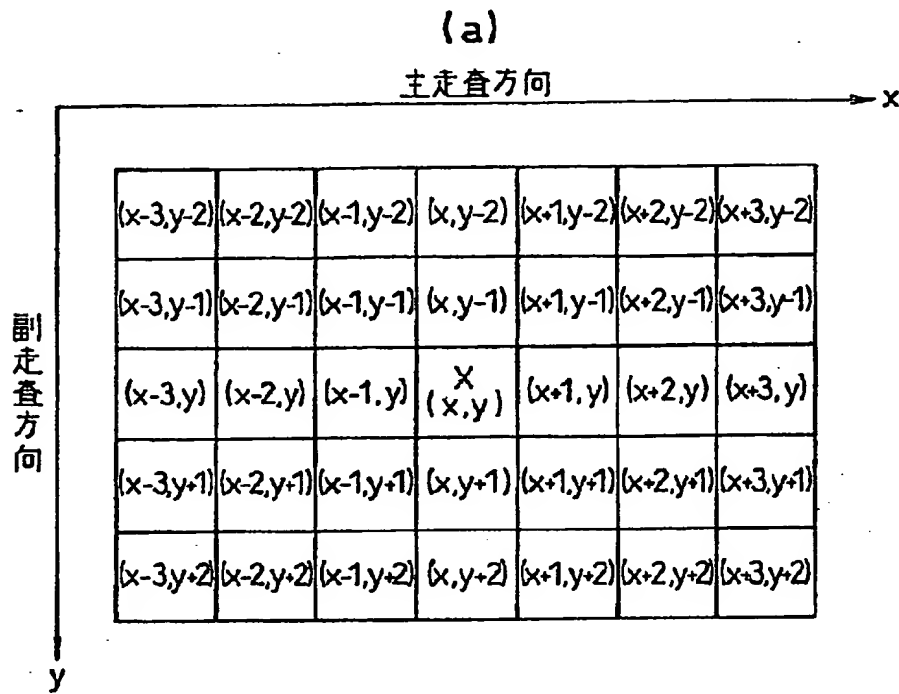 (a)
主走査方向
x
(x-3,y-2) (x-2,y-2) (x-1,y-2) (x,y-2) (x+1,y-2) (x+2,y-2) (x+3,y-2)
(x-3,y-1) (x-2,y-1) (x-1,y-1) (x,y-1) (x+1,y-1) (x+2,y-1) (x+3,y-1)
(x-3,y) (x-2,y) (x-1,y) X (x,y) (x+1,y) (x+2,y) (x+3,y)
(x-3,y+1) (x-2,y+1) (x-1,y+1) (x,y+1) (x+1,y+1) (x+2,y+1) (x+3,y+1)
(x-3,y+2) (x-2,y+2) (x-1,y+2) (x,y+2) (x+1,y+2) (x+2,y+2) (x+3,y+2)
副走査方向
y